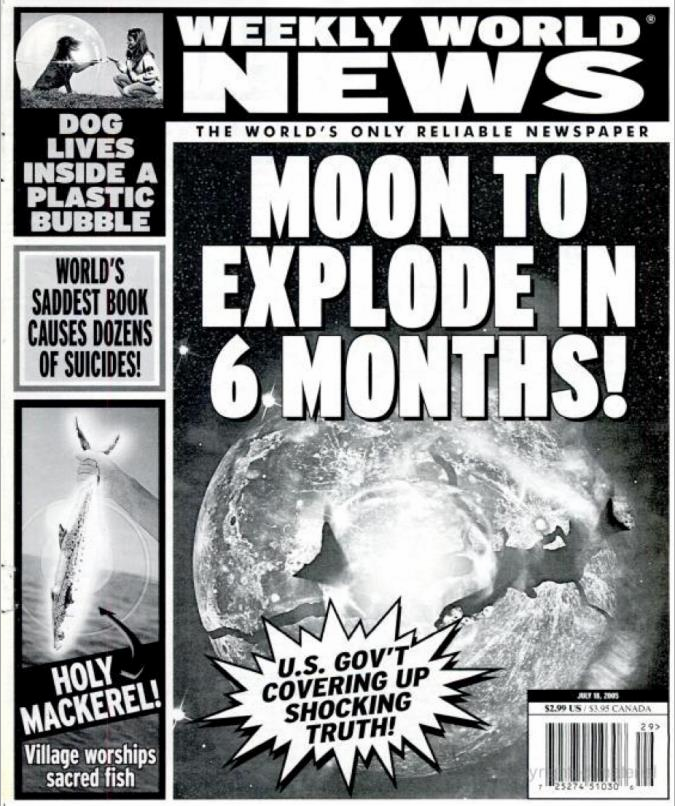 WEEKLY WORLD®
NEWS
THE WORLD'S ONLY RELIABLE NEWSPAPER
DOG
LIVES
INSIDE A
PLASTIC
BUBBLE
WORLD'S
SADDEST BOOK
CAUSES DOZENS
OF SUICIDES!
HOLY
MACKEREL!
Village worships
sacred fish
MOON TO
EXPLODE IN
6 MONTHS!
U.S. GOV'T
COVERING UP
SHOCKING
TRUTH!
JULY 18, 2005
$2.99 US / $3.95 CANADA
29>
7 25274 51030 6